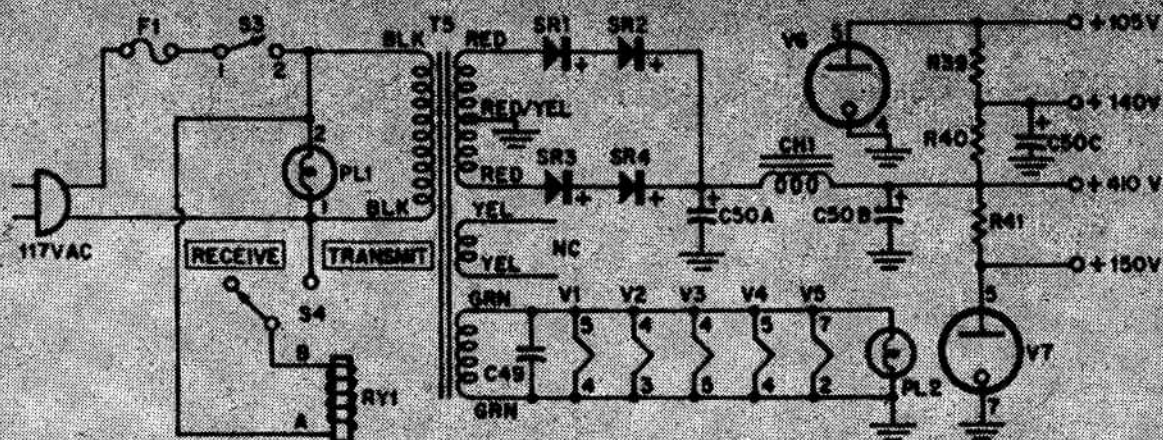 F1
S3
1
2
117VAC
2
PL1
1
RECEIVE
TRANSMIT
S4
B
A
RY1
BLK
T5
BLK
RED
RED/YEL
RED
YEL
NC
YEL
GRN
GRN
SR1
SR2
+
+
SR3
SR4
+
+
+
C50A
CH1
+
C50B
V6
5
4
R39
R40
+
C50C
R41
+105V
+140V
+410 V
+150V
C49
V1
V2
V3
V4
V5
5
4
4
5
7
4
3
5
4
2
PL2
5
V7
7